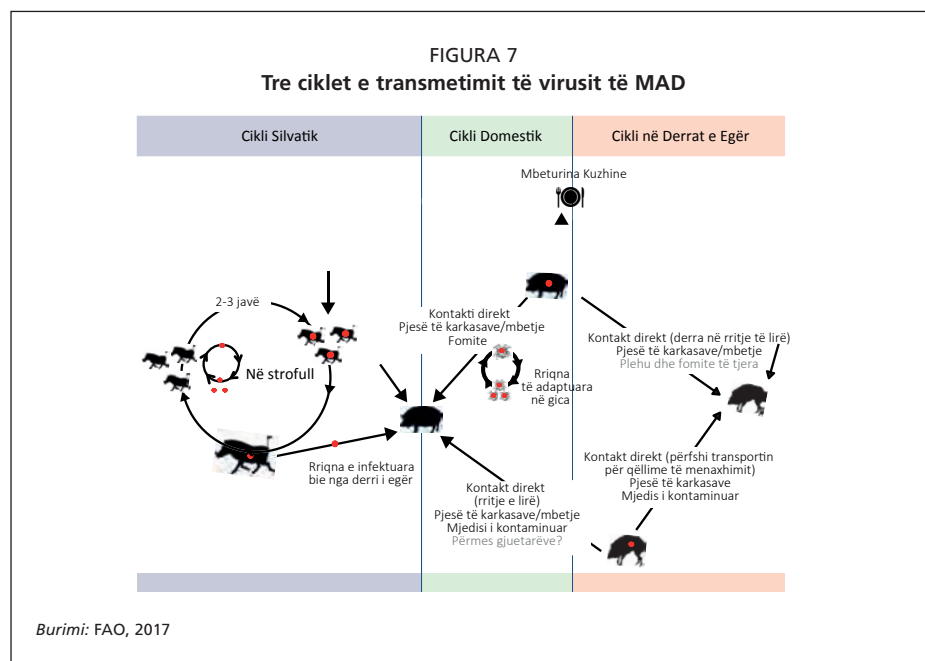 FIGURA 7
Tre ciklet e transmetimit të virusit të MAD
Cikli Silvatik
Cikli Domestik
Cikli në Derrat e Egër
Mbeturina Kuzhine
2-3 javë
Në strofull
Kontakti direkt
Pjesë të karkasave/mbetje
Fomite
Rriqna
të adaptuara
në gica
Kontakt direkt (derra në rritje të lirë)
Pjesë të karkasave/mbetje
Plehu dhe fomite të tjera
Rriqna e infektuara
bie nga derri i egër
Kontakt direkt
(rritje e lirë)
Pjesë të karkasave/mbetje
Mjedisi i kontaminuar
Përmes gjuetarëve?
Kontakt direkt (përfshi transportin
për qëllime të menaxhimit)
Pjesë të karkasave
Mjedis i kontaminuar
Burimi: FAO, 2017